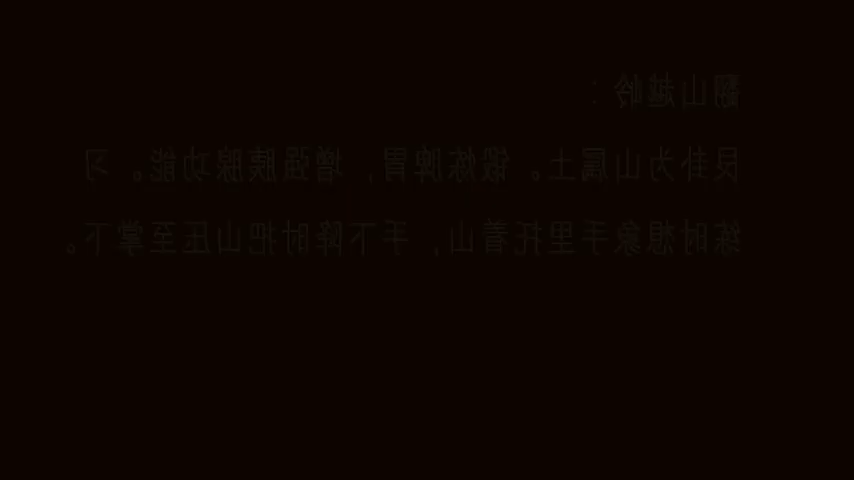 翻山越岭：
艮卦为山属土。锻炼脾胃，增强胰腺功能。习
练时想象手里托着山，手下降时把山压至掌下。